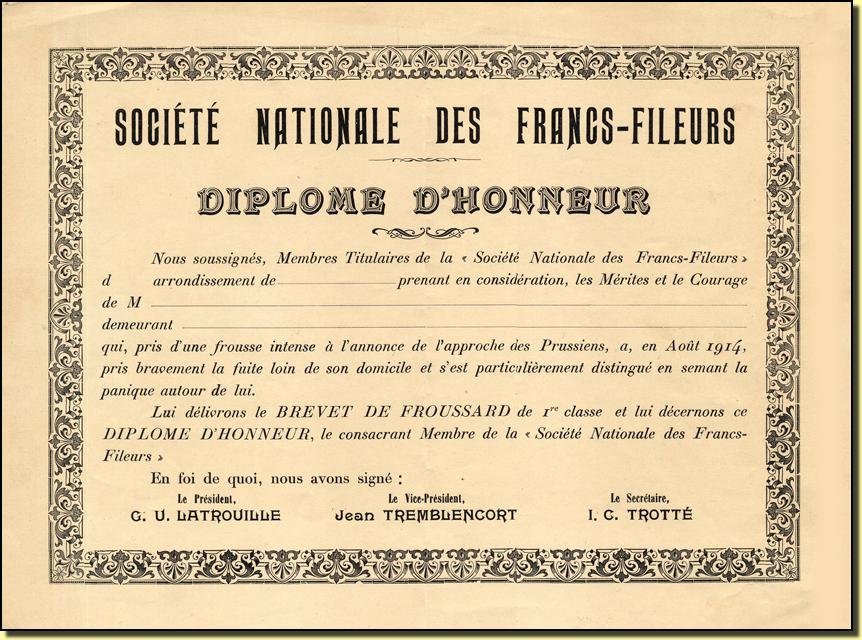 SOCIÉTÉ NATIONALE DES FRANCS-FILEURS
DIPLOME D'HONNEUR
Nous soussignés, Membres Titulaires de la « Société Nationale des Francs-Fileurs »
d arrondissement de prenant en considération, les Mérites et le Courage
de M
demeurant
qui, pris d'une frousse intense à l'annonce de l'approche des Prussiens, a, en Août 1914,
pris bravement la fuite loin de son domicile et s'est particulièrement distingué en semant la
panique autour de lui.
Lui délivrons le BREVET DE FROUSSARD de 1re classe et lui décernons ce
DIPLOME D'HONNEUR, le consacrant Membre de la « Société Nationale des Francs-
Fileurs »
En foi de quoi, nous avons signé :
Le Président, Le Vice-Président, Le Secrétaire,
G. U. LATROUILLE Jean TREMBLENCORT I. C. TROTTÉ